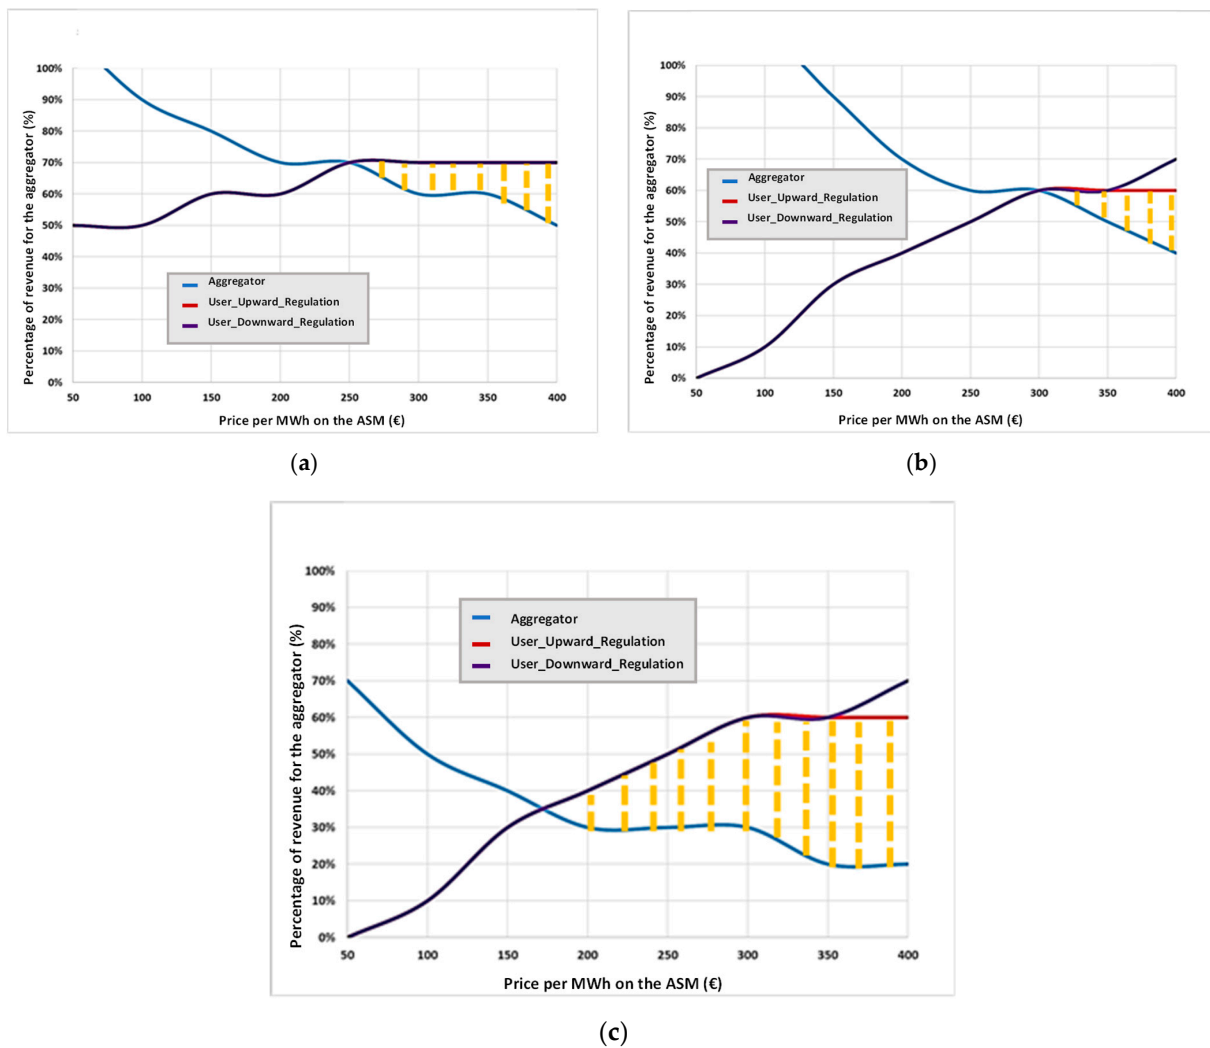 Percentage of revenue for the aggregator (%)
100%
90%
80%
70%
60%
50%
40%
30%
20%
10%
0%
Aggregator
User_Upward_Regulation
User_Downward_Regulation
50 100 150 200 250 300 350 400
Price per MWh on the ASM (€)
(a)
Percentage of revenue for the aggregator (%)
100%
90%
80%
70%
60%
50%
40%
30%
20%
10%
0%
Aggregator
User_Upward_Regulation
User_Downward_Regulation
50 100 150 200 250 300 350 400
Price per MWh on the ASM (€)
(b)
Percentage of revenue for the aggregator (%)
100%
90%
80%
70%
60%
50%
40%
30%
20%
10%
0%
Aggregator
User_Upward_Regulation
User_Downward_Regulation
50 100 150 200 250 300 350 400
Price per MWh on the ASM (€)
(c)